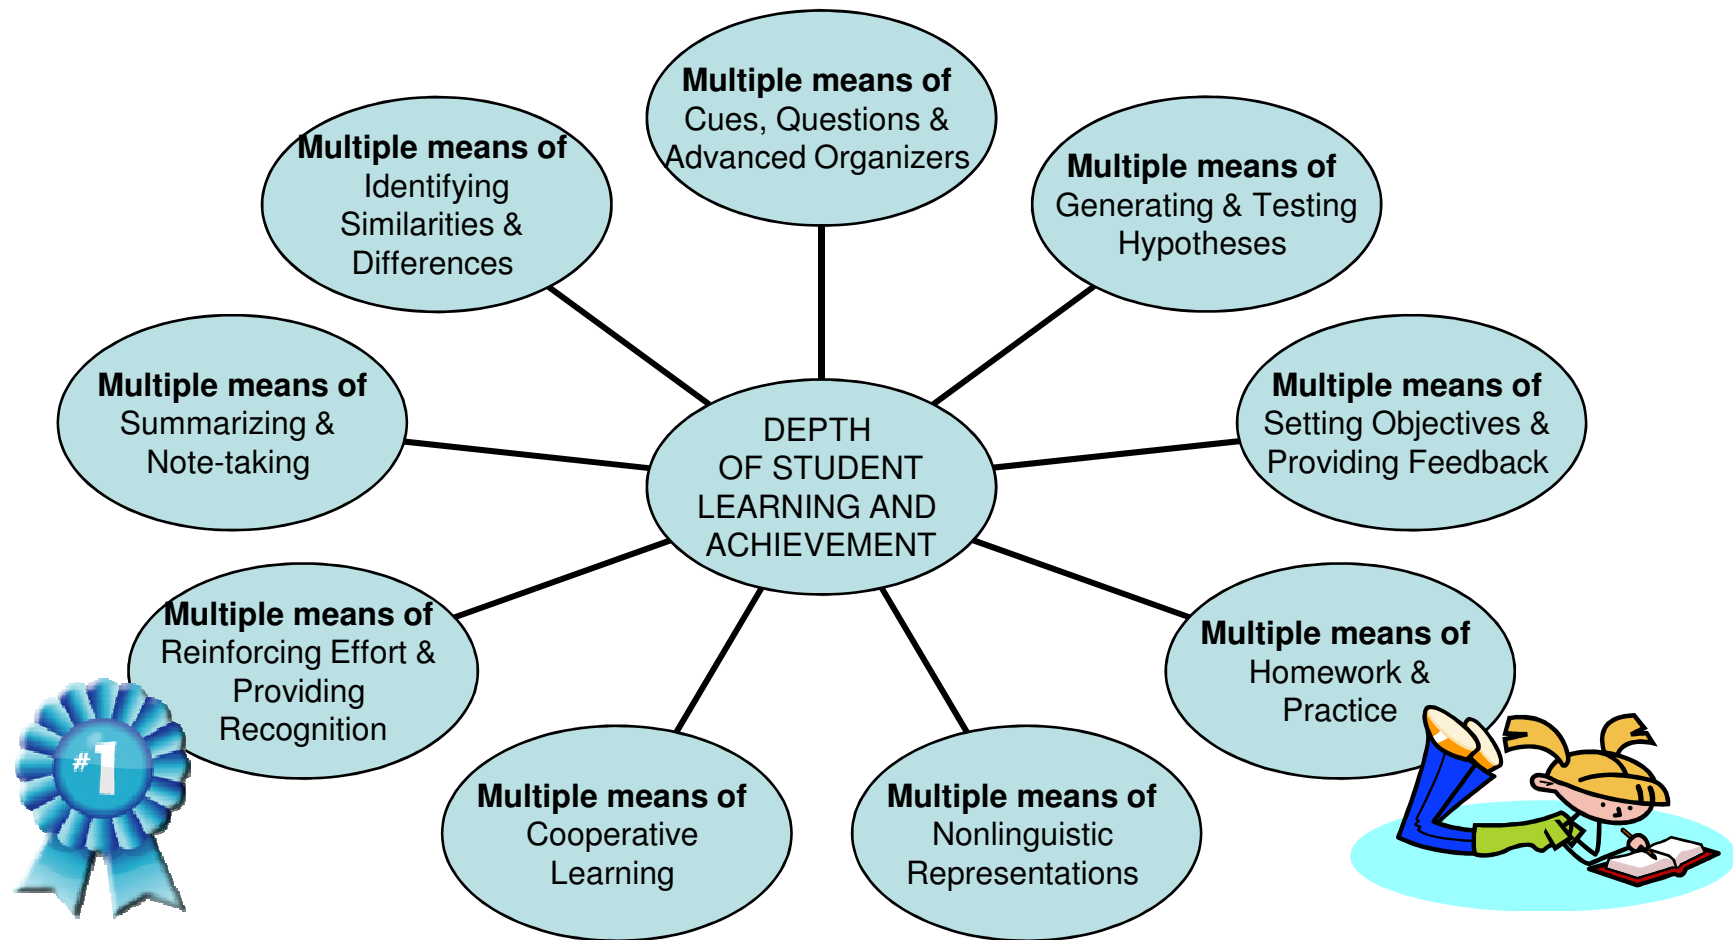 Multiple means of
Cues, Questions &
Advanced Organizers
Multiple means of
Identifying
Similarities &
Differences
Multiple means of
Generating & Testing
Hypotheses
Multiple means of
Summarizing &
Note-taking
Multiple means of
Setting Objectives &
Providing Feedback
DEPTH
OF STUDENT
LEARNING AND
ACHIEVEMENT
Multiple means of
Reinforcing Effort &
Providing
Recognition
Multiple means of
Homework &
Practice
#1
Multiple means of
Cooperative
Learning
Multiple means of
Nonlinguistic
Representations